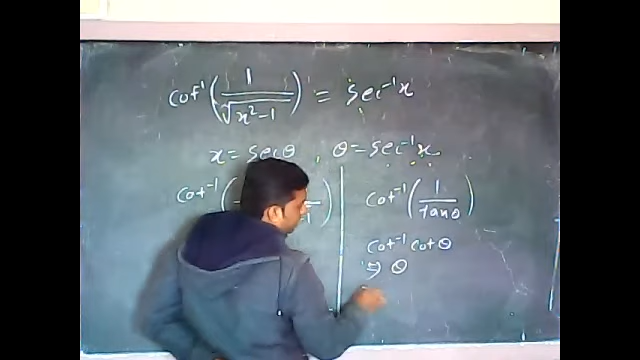 cot⁻¹(1/√(x²-1)) = sec⁻¹x
x = secθ , θ = sec⁻¹x
cot⁻¹(
cot⁻¹(1/tanθ)
cot⁻¹ cotθ
⇒ θ